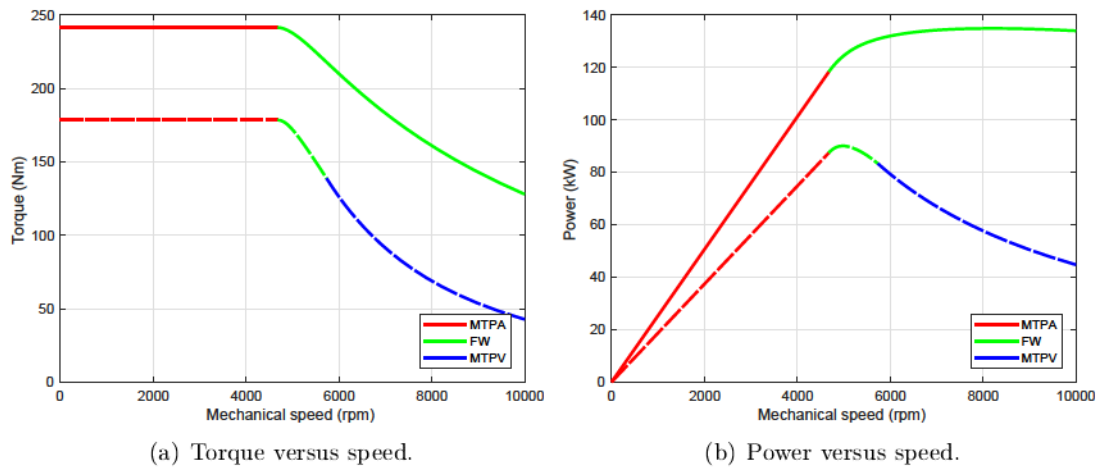 250
200
150
100
50
0
Torque (Nm)
0 2000 4000 6000 8000 10000
Mechanical speed (rpm)
MTPA
FW
MTPV
(a) Torque versus speed.
140
120
100
80
60
40
20
0
Power (kW)
0 2000 4000 6000 8000 10000
Mechanical speed (rpm)
MTPA
FW
MTPV
(b) Power versus speed.